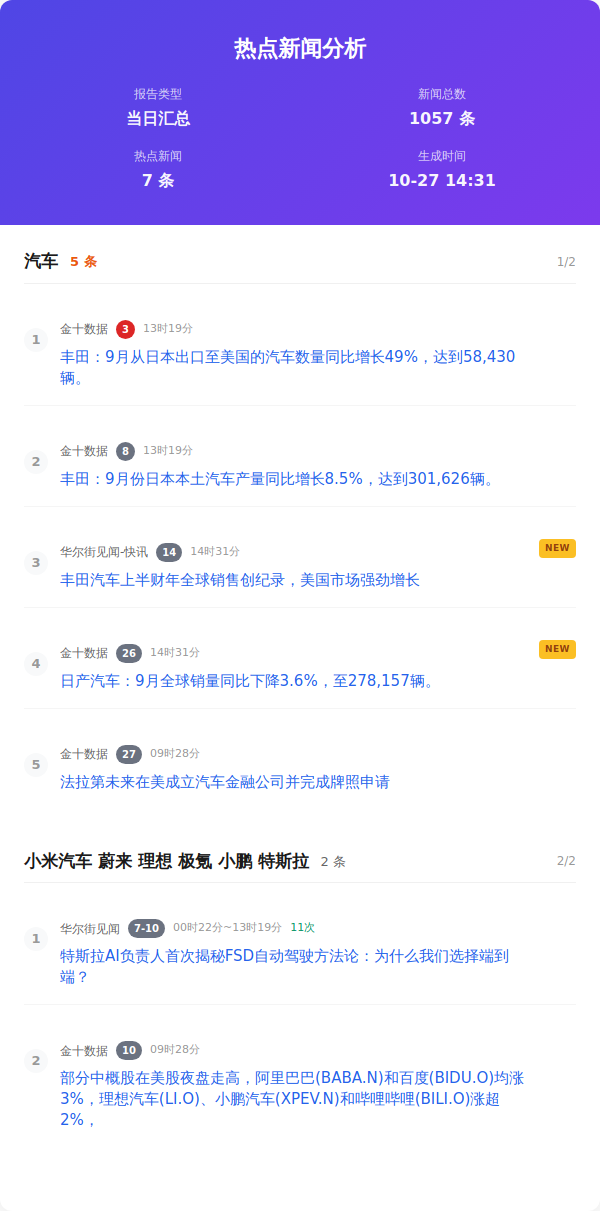 热点新闻分析
报告类型
新闻总数
当日汇总
1057 条
热点新闻
生成时间
7 条
10-27 14:31
汽车 5 条 1/2
1
金十数据 3 13时19分
丰田：9月从日本出口至美国的汽车数量同比增长49%，达到58,430
辆。
2
金十数据 8 13时19分
丰田：9月份日本本土汽车产量同比增长8.5%，达到301,626辆。
3
华尔街见闻-快讯 14 14时31分
NEW
丰田汽车上半财年全球销售创纪录，美国市场强劲增长
4
金十数据 26 14时31分
NEW
日产汽车：9月全球销量同比下降3.6%，至278,157辆。
5
金十数据 27 09时28分
法拉第未来在美成立汽车金融公司并完成牌照申请
小米汽车 蔚来 理想 极氪 小鹏 特斯拉 2 条 2/2
1
华尔街见闻 7-10 00时22分~13时19分 11次
特斯拉AI负责人首次揭秘FSD自动驾驶方法论：为什么我们选择端到
端？
2
金十数据 10 09时28分
部分中概股在美股夜盘走高，阿里巴巴(BABA.N)和百度(BIDU.O)均涨
3%，理想汽车(LI.O)、小鹏汽车(XPEV.N)和哔哩哔哩(BILI.O)涨超
2%，